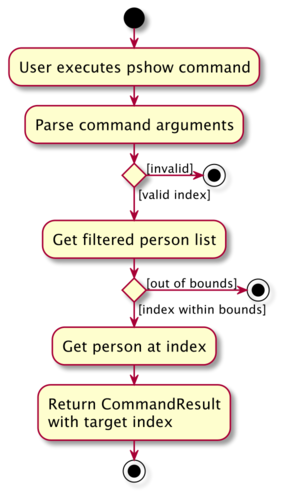 User executes pshow command
Parse command arguments
[invalid]
[valid index]
Get filtered person list
[out of bounds]
[index within bounds]
Get person at index
Return CommandResult
with target index